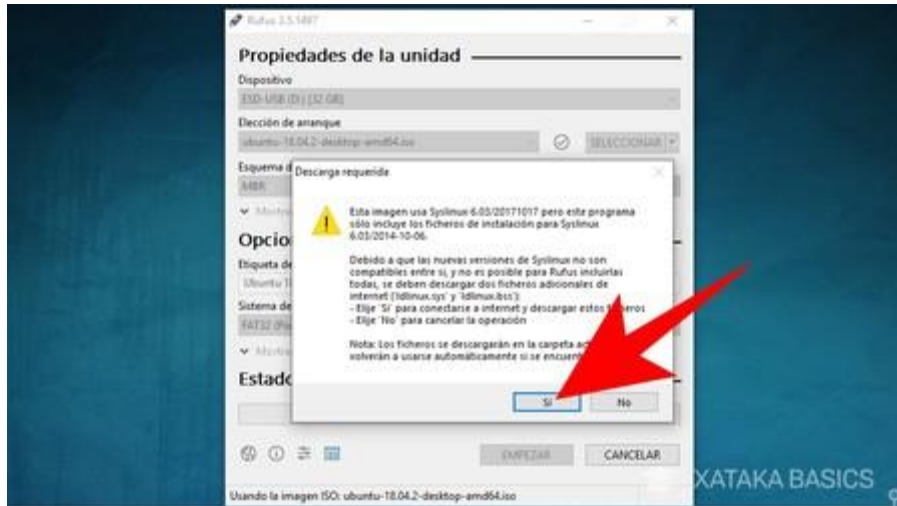 Rufus 3.5.1497
Propiedades de la unidad
Dispositivo
ESD-USB (D:) [32 GB]
Elección de arranque
ubuntu-18.04.2-desktop-amd64.iso
SELECCIONAR
Esquema d
MBR
Descarga requerida
Esta imagen usa Syslinux 6.03/20171017 pero este programa
sólo incluye los ficheros de instalación para Syslinux
6.03/2014-10-06.
Debido a que las nuevas versiones de Syslinux no son
compatibles entre si, y no es posible para Rufus incluirlas
todas, se deben descargar dos ficheros adicionales de
internet ('ldlinux.sys' y 'ldlinux.bss'):
- Elije 'Sí' para conectarse a internet y descargar estos ficheros
- Elije 'No' para cancelar la operación
Nota: Los ficheros se descargarán en la carpeta
volverán a usarse automáticamente si se
Sí
No
Opcio
Etiqueta de
Ubuntu 1
Sistema de
FAT32
Estado
EMPEZAR
CANCELAR
Usando la imagen ISO: ubuntu-18.04.2-desktop-amd64.iso
XATAKA BASICS